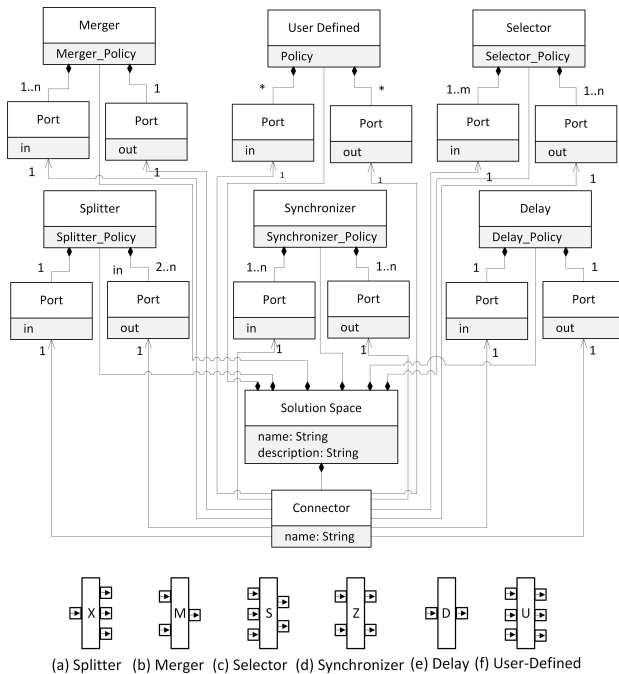 Merger
Merger_Policy
User Defined
Policy
Selector
Selector_Policy
1..n
1
*
*
1..m
1..n
Port
in
Port
out
Port
in
Port
out
Port
in
Port
out
1
1
1
1
1
1
Splitter
Splitter_Policy
Synchronizer
Synchronizer_Policy
Delay
Delay_Policy
1
in
2..n
1..n
1..n
1
1
Port
in
Port
out
Port
in
Port
out
Port
in
Port
out
1
1
1
1
1
1
Solution Space
name: String
description: String
Connector
name: String
X
M
S
Z
D
U
(a) Splitter (b) Merger (c) Selector (d) Synchronizer (e) Delay (f) User-Defined